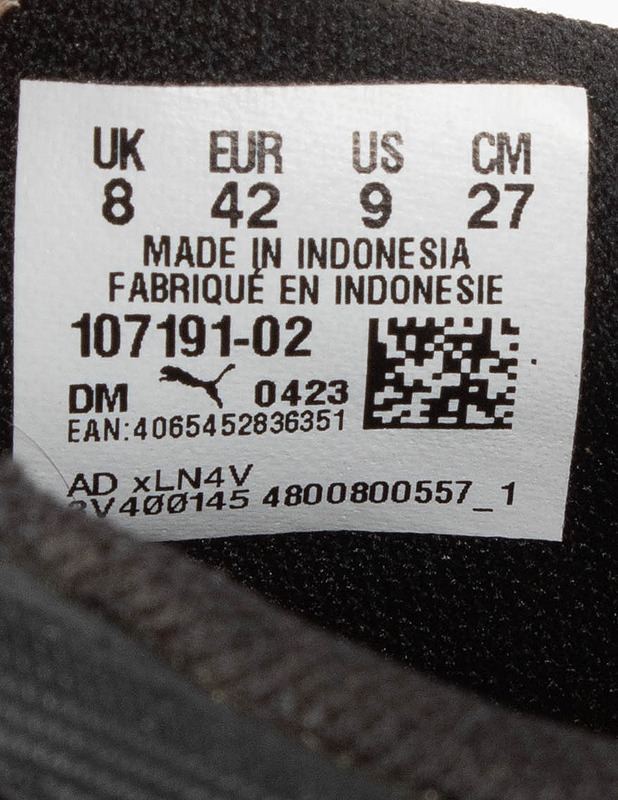 UK EUR US CM
8 42 9 27
MADE IN INDONESIA
FABRIQUÉ EN INDONESIE
107191-02
DM 0423
EAN:4065452836351
AD xLN4V
4800800557_1